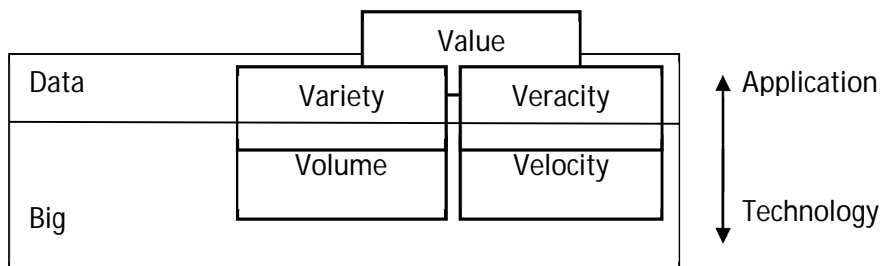 Value
Data Variety Veracity Application
Volume Velocity
Big Technology